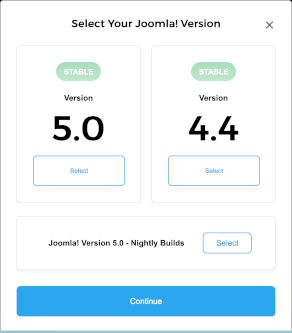 Select Your Joomla! Version
STABLE
Version
5.0
Select
STABLE
Version
4.4
Select
Joomla! Version 5.0 - Nightly Builds
Select
Continue